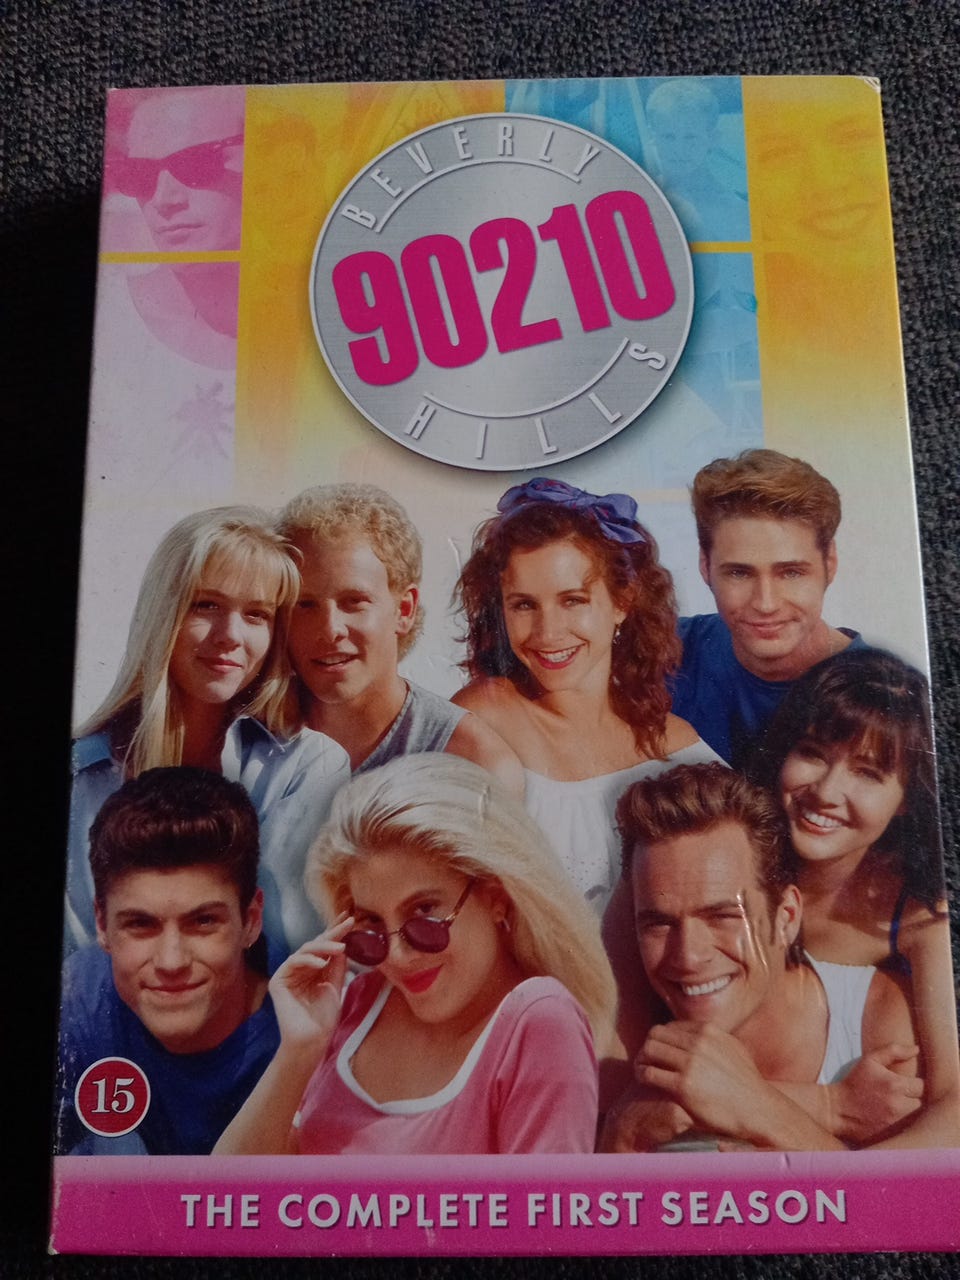 BEVERLY
90210
HILLS
15
THE COMPLETE FIRST SEASON